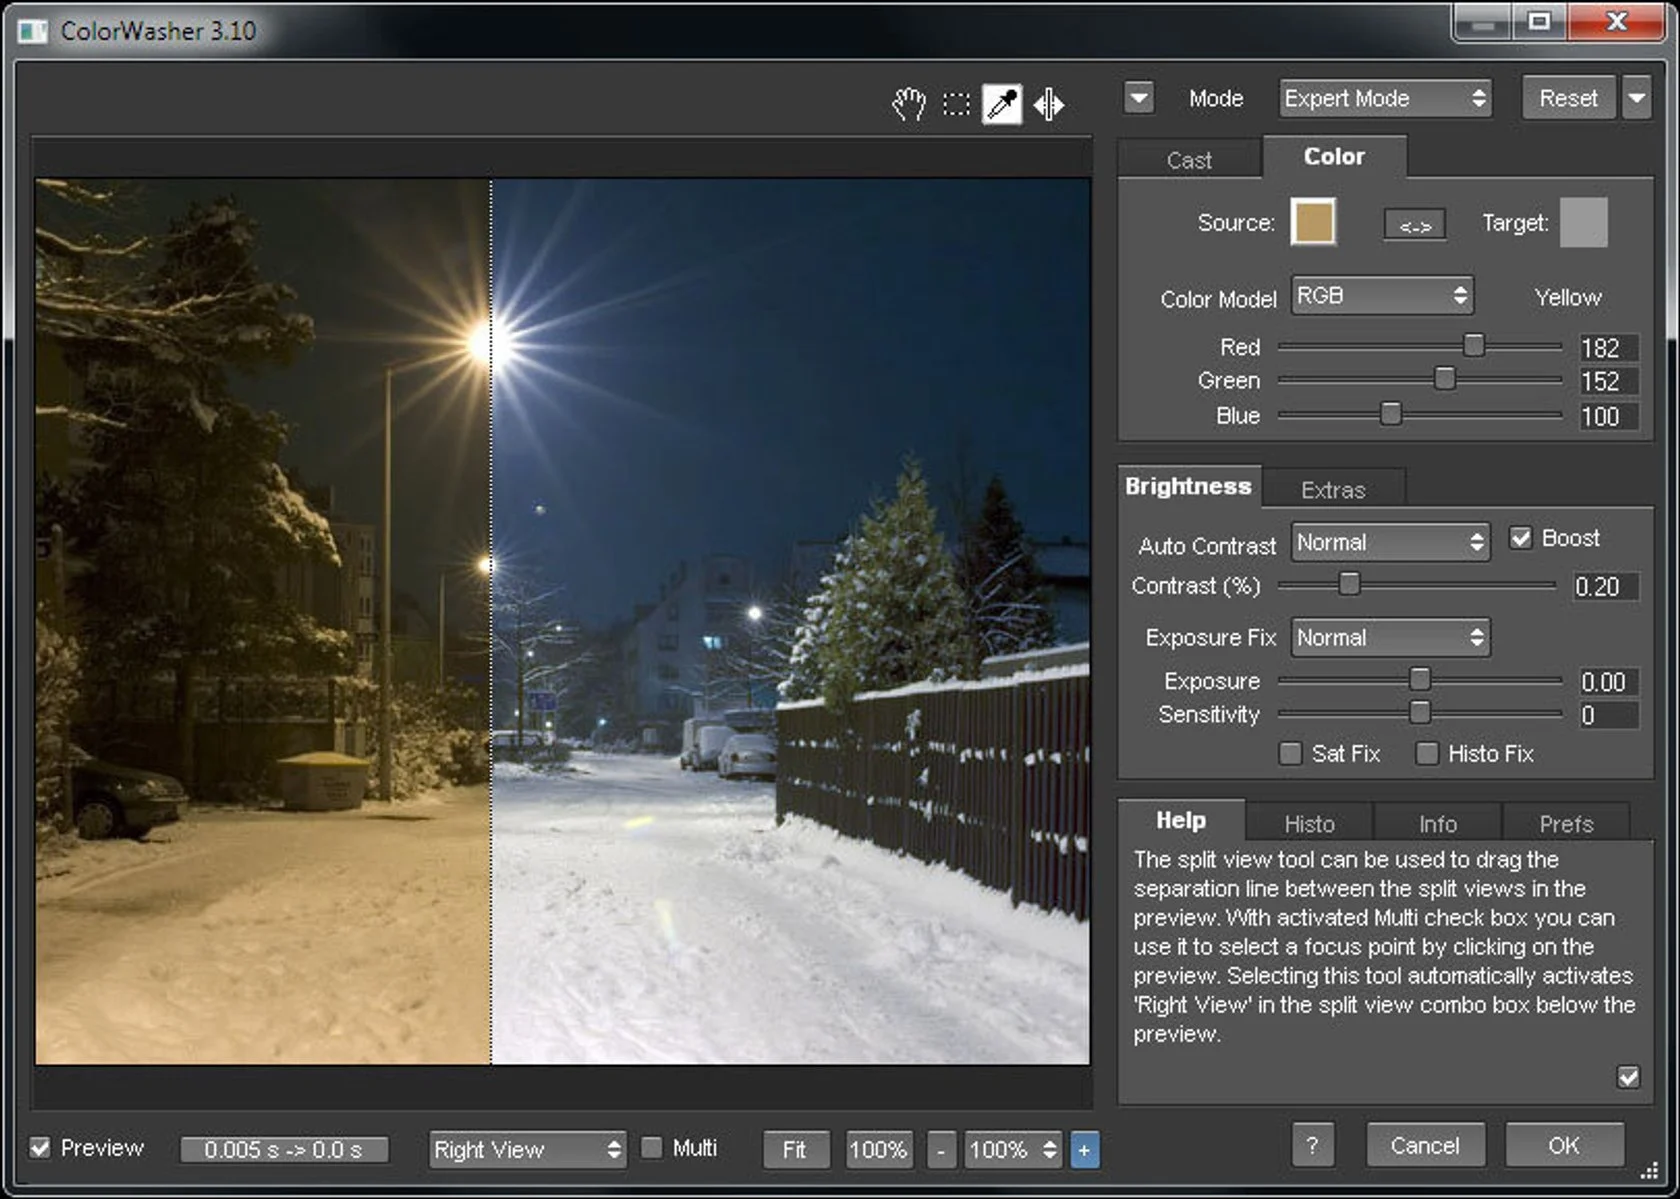 ColorWasher 3.10
Mode Expert Mode Reset
Cast Color
Source: <-> Target:
Color Model RGB Yellow
Red 182
Green 152
Blue 100
Brightness Extras
Auto Contrast Normal Boost
Contrast (%) 0.20
Exposure Fix Normal
Exposure 0.00
Sensitivity 0
Sat Fix Histo Fix
Help Histo Info Prefs
The split view tool can be used to drag the
separation line between the split views in the
preview. With activated Multi check box you can
use it to select a focus point by clicking on the
preview. Selecting this tool automatically activates
'Right View' in the split view combo box below the
preview.
Preview 0.005 s -> 0.0 s Right View Multi Fit 100% - 100% + ? Cancel OK